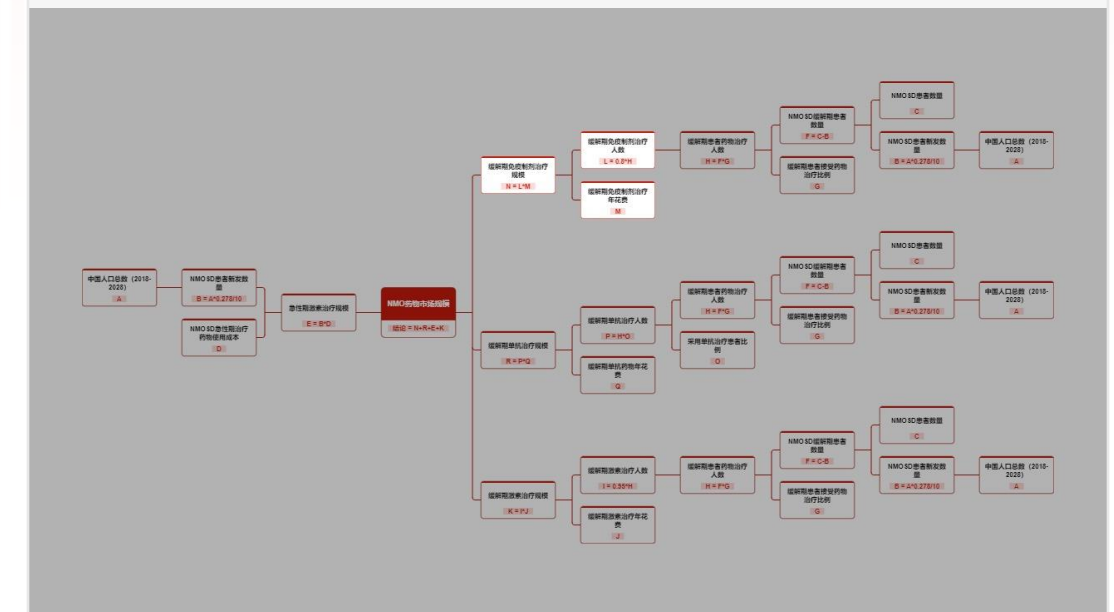 NMOSD患者数量
C
NMOSD缓解期患者
数量
F = C-B
缓解期免疫制剂治疗
人数
L = 0.8*H
缓解期患者药物治疗
人数
H = F*G
NMOSD患者新发数
量
B = A*0.278/10
中国人口总数（2018-
2028）
A
缓解期免疫制剂治疗
规模
N = L*M
缓解期患者接受药物
治疗比例
G
缓解期免疫制剂治疗
年花费
M
NMOSD患者数量
C
NMOSD缓解期患者
数量
F = C-B
中国人口总数（2018-
2028）
A
NMOSD患者新发数
量
B = A*0.278/10
急性期激素治疗规模
E = B*D
NMO药物市场规模
结论 = N+R+E+K
缓解期患者药物治疗
人数
H = F*G
NMOSD患者新发数
量
B = A*0.278/10
中国人口总数（2018-
2028）
A
缓解期单抗治疗人数
P = H*O
缓解期患者接受药物
治疗比例
G
NMOSD急性期治疗
药物使用成本
D
缓解期单抗治疗规模
R = P*Q
采用单抗治疗患者比
例
O
缓解期单抗药物年花
费
Q
NMOSD患者数量
C
NMOSD缓解期患者
数量
F = C-B
缓解期激素治疗人数
缓解期患者药物治疗
人数
H = F*G
NMOSD患者新发数
量
B = A*0.278/10
中国人口总数（2018-
2028）
A
缓解期激素治疗规模
K = I*J
缓解期患者接受药物
治疗比例
G
缓解期激素治疗年花
费
J